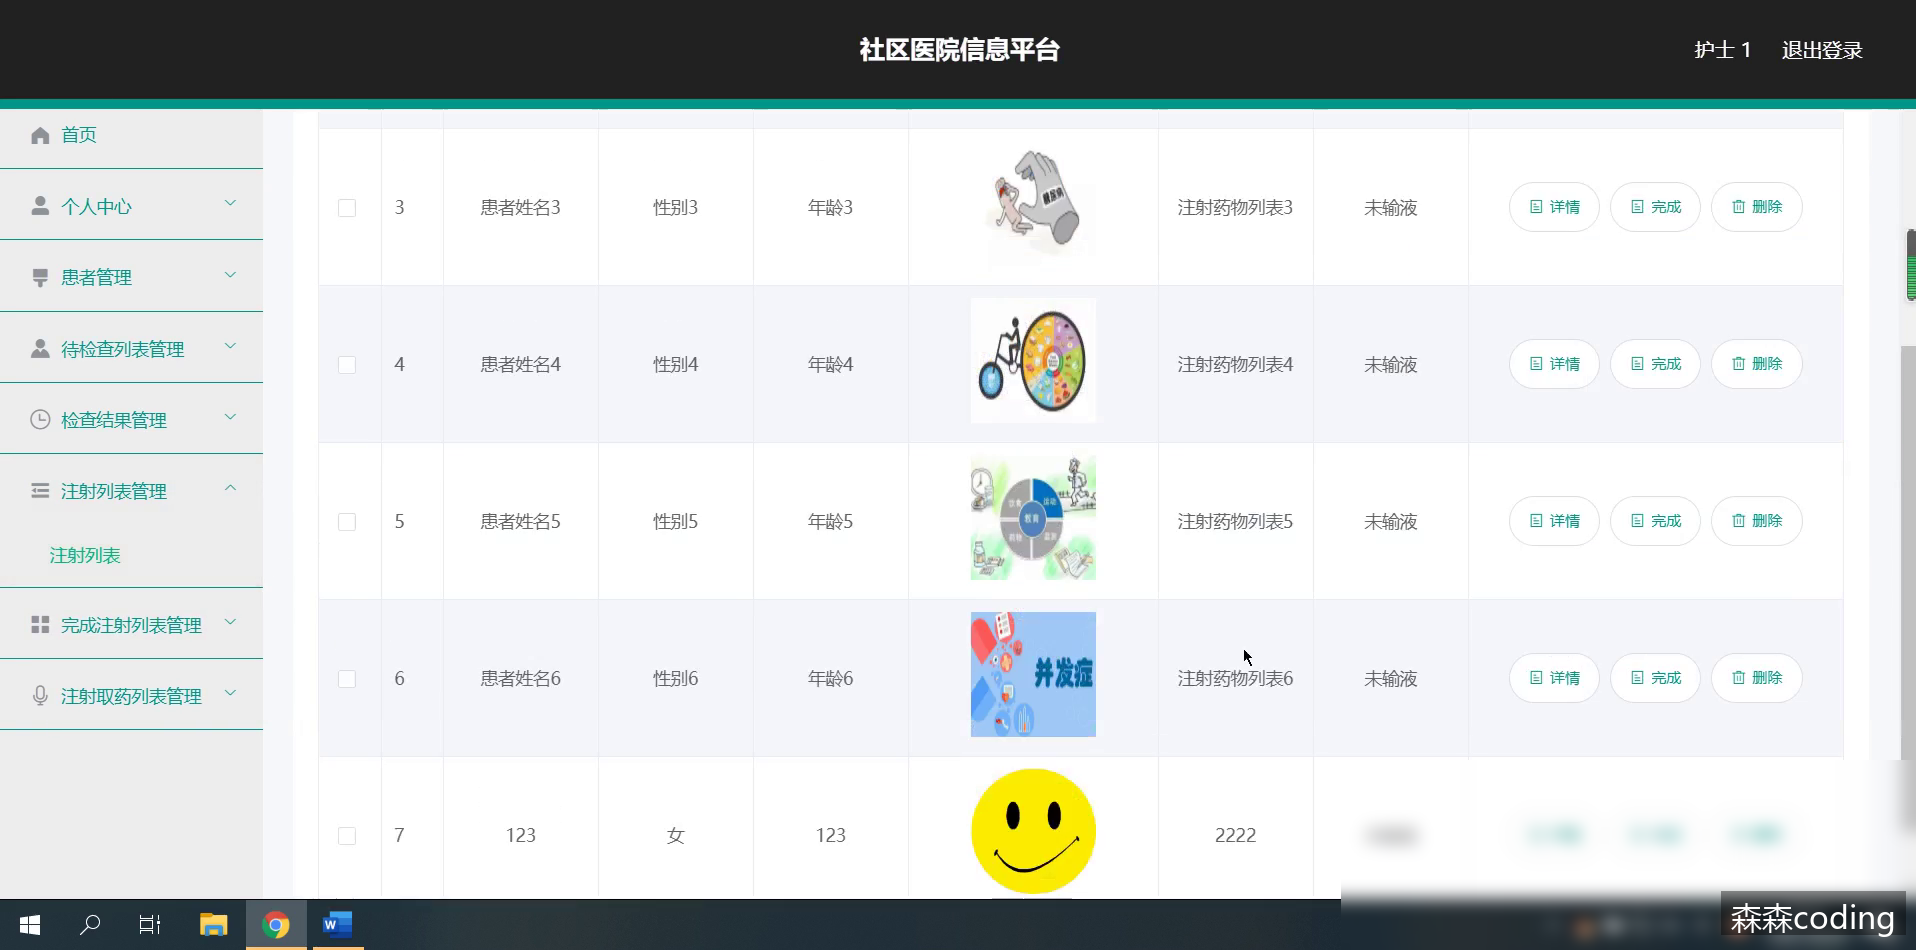 社区医院信息平台
护士 1
退出登录
首页
个人中心
患者管理
待检查列表管理
检查结果管理
注射列表管理
注射列表
完成注射列表管理
注射取药列表管理
3 患者姓名3 性别3 年龄3 糖尿病 注射药物列表3 未输液 详情 完成 删除
4 患者姓名4 性别4 年龄4 注射药物列表4 未输液 详情 完成 删除
5 患者姓名5 性别5 年龄5 教育 运动 注射药物列表5 未输液 详情 完成 删除
6 患者姓名6 性别6 年龄6 并发症 注射药物列表6 未输液 详情 完成 删除
7 123 女 123 2222
森森coding